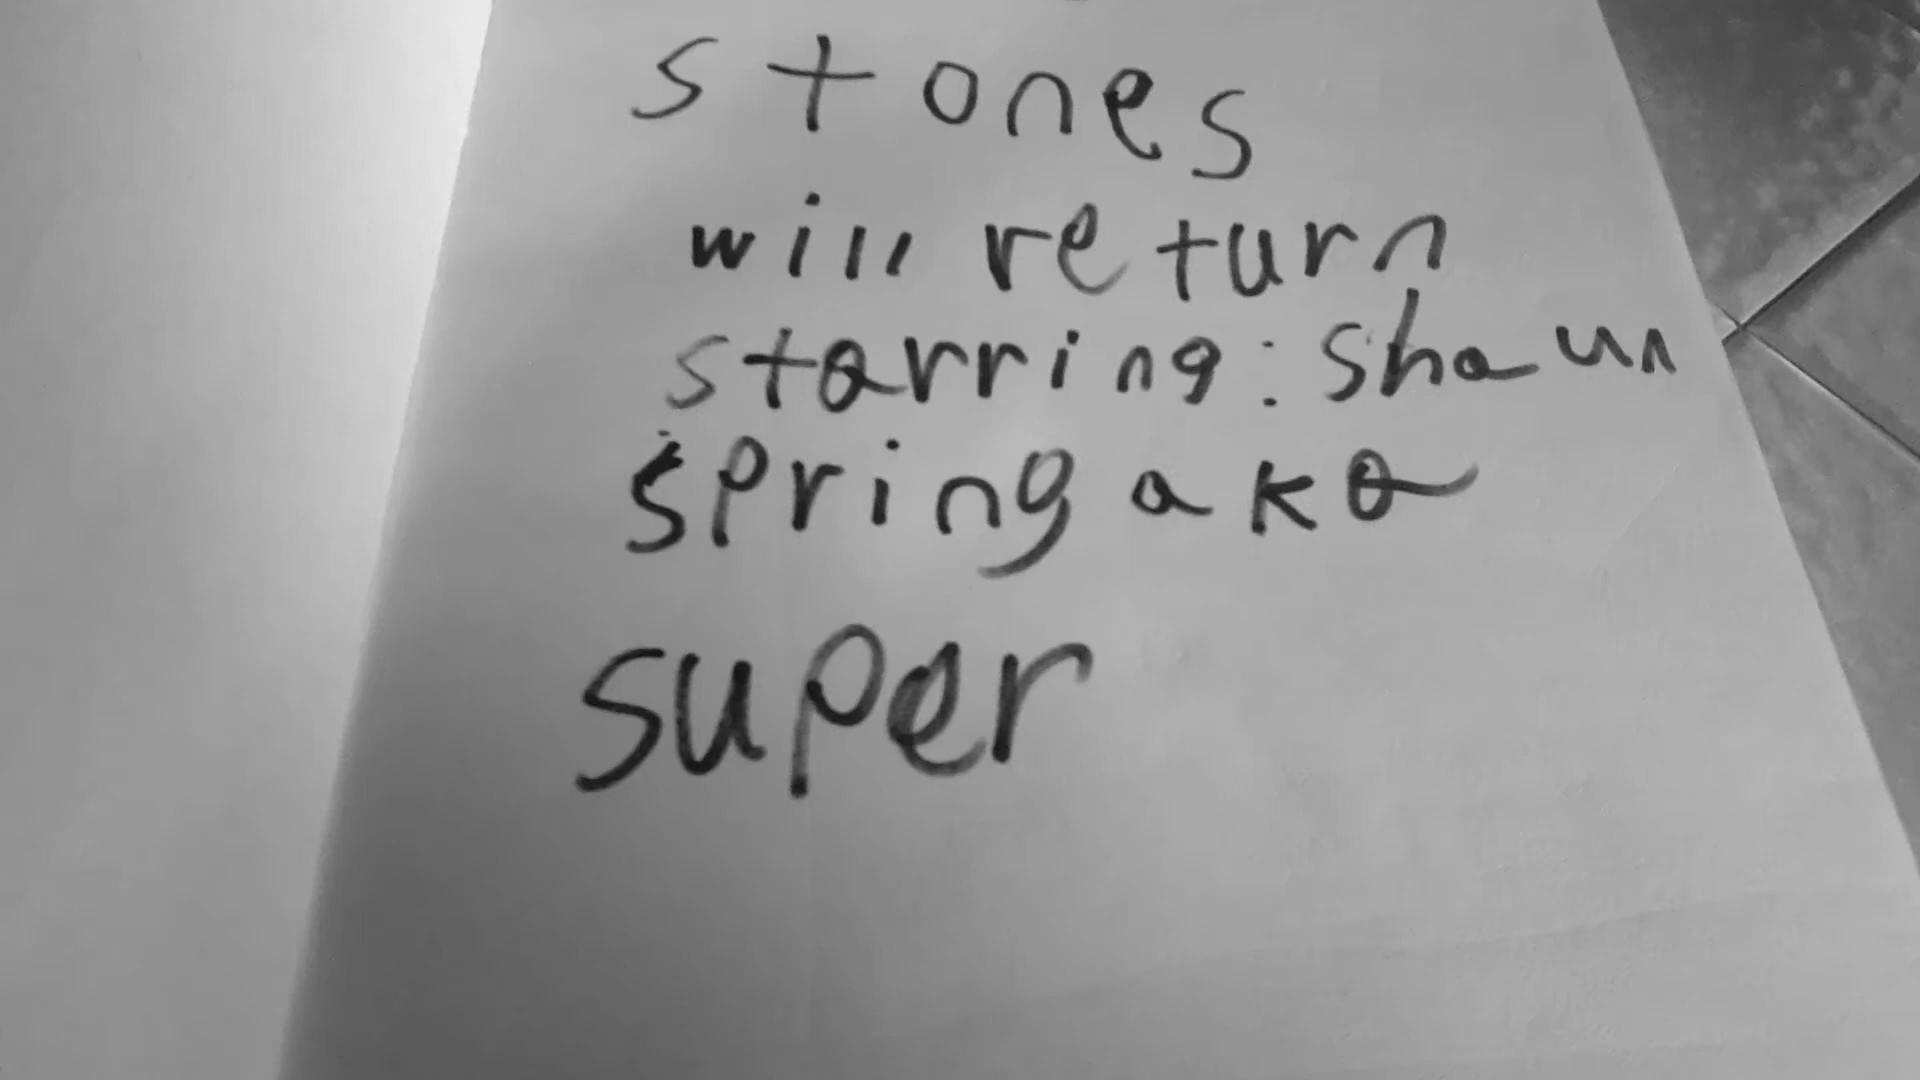 stones
will return
starring: shaun
spring aka
super